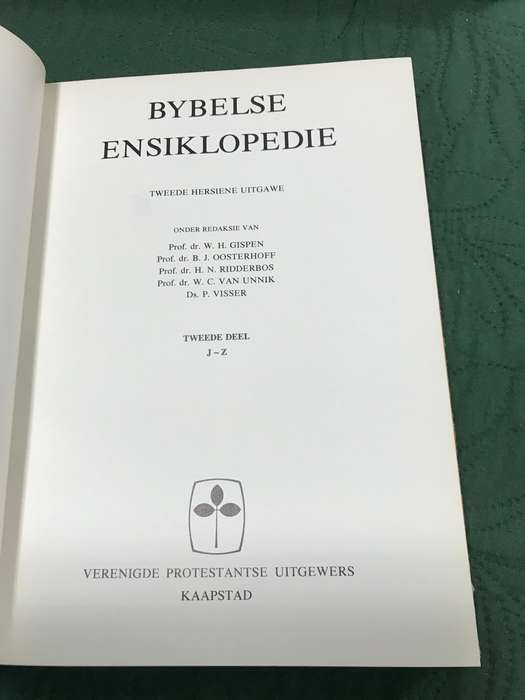 BYBELSE
ENSIKLOPEDIE
TWEEDE HERSIENE UITGAWE
ONDER REDAKSIE VAN
Prof. dr. W. H. GISPEN
Prof. dr. B. J. OOSTERHOFF
Prof. dr. H. N. RIDDERBOS
Prof. dr. W. C. VAN UNNIK
Ds. P. VISSER
TWEEDE DEEL
J–Z
VERENIGDE PROTESTANTSE UITGEWERS
KAAPSTAD